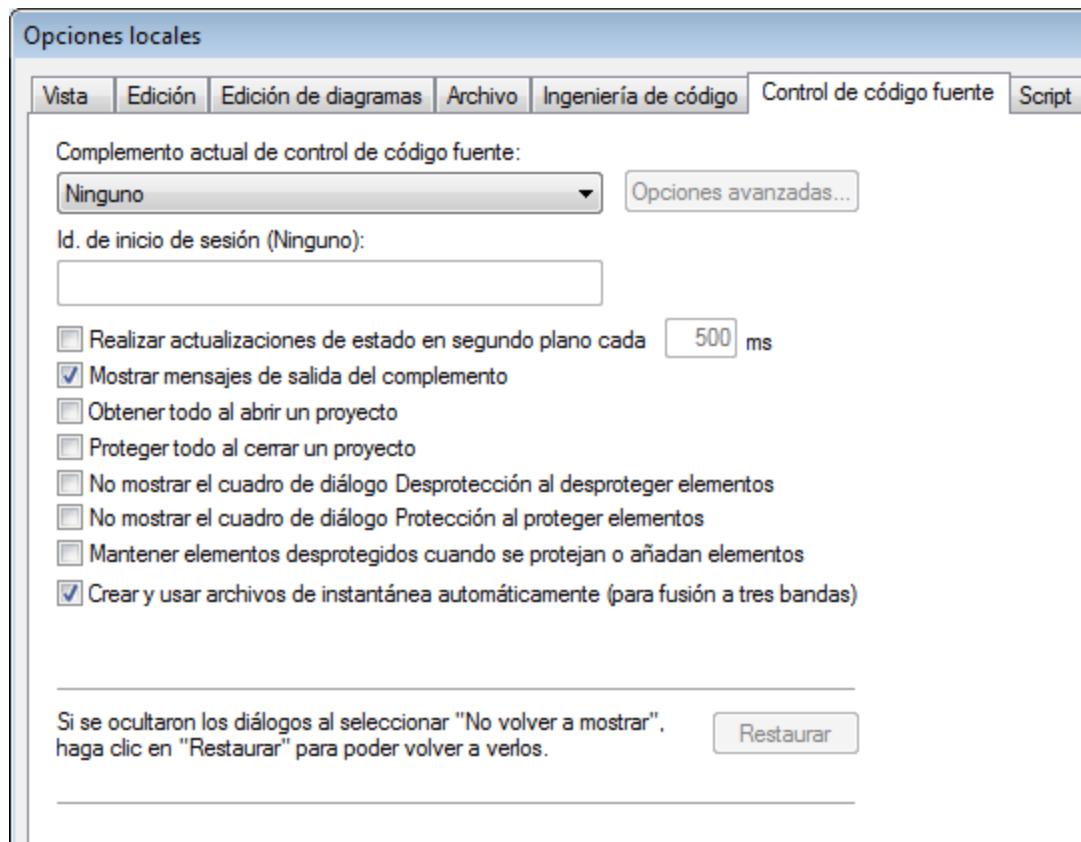 Opciones locales
Vista Edición Edición de diagramas Archivo Ingeniería de código Control de código fuente Script
Complemento actual de control de código fuente:
Ninguno Opciones avanzadas...
Id. de inicio de sesión (Ninguno):
Realizar actualizaciones de estado en segundo plano cada 500 ms
Mostrar mensajes de salida del complemento
Obtener todo al abrir un proyecto
Proteger todo al cerrar un proyecto
No mostrar el cuadro de diálogo Desprotección al desproteger elementos
No mostrar el cuadro de diálogo Protección al proteger elementos
Mantener elementos desprotegidos cuando se protejan o añadan elementos
Crear y usar archivos de instantánea automáticamente (para fusión a tres bandas)
Si se ocultaron los diálogos al seleccionar "No volver a mostrar",
haga clic en "Restaurar" para poder volver a verlos.
Restaurar